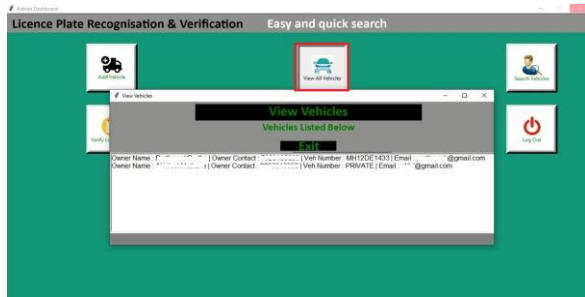 Admin Dashboard
Licence Plate Recognisation & Verification Easy and quick search
Add Vehicle View All Vehicles Search Vehicles
View Vehicles
View Vehicles
Vehicles Listed Below
Exit
Verify Log Out
Owner Name : | Owner Contact : | Veh Number : MH12DE1433 | Email : @gmail.com
Owner Name : | Owner Contact : | Veh Number : PRIVATE | Email : @gmail.com